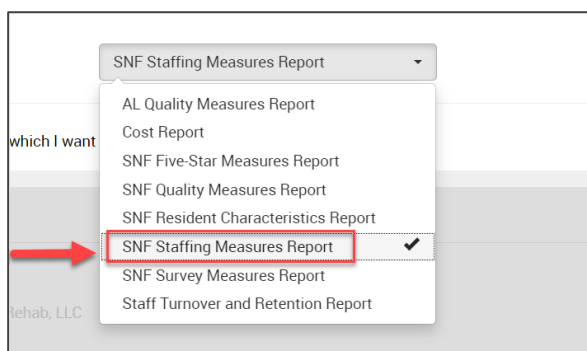 SNF Staffing Measures Report
AL Quality Measures Report
Cost Report
which I want
SNF Five-Star Measures Report
SNF Quality Measures Report
SNF Resident Characteristics Report
SNF Staffing Measures Report
SNF Survey Measures Report
Staff Turnover and Retention Report
Rehab, LLC